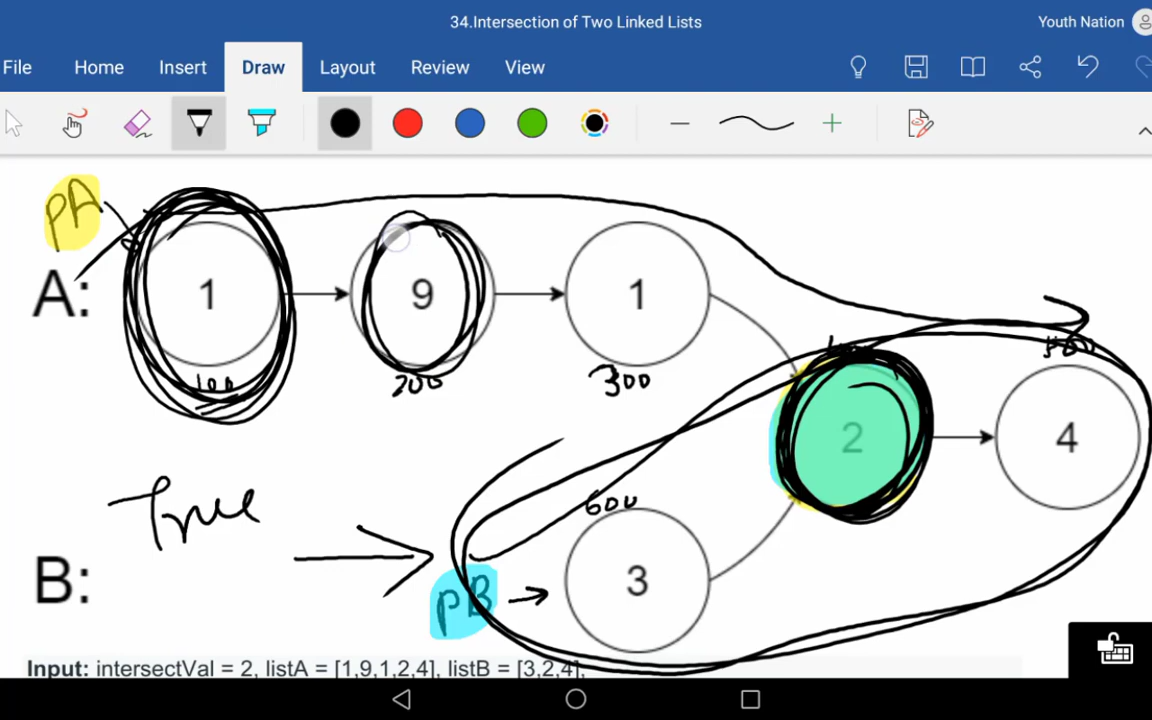 34.Intersection of Two Linked Lists
Youth Nation
File Home Insert Draw Layout Review View
pA
A: 1 9 1
100 200 300
500
2 4
True
600
B: pB 3
Input: intersectVal = 2, listA = [1,9,1,2,4], listB = [3,2,4],